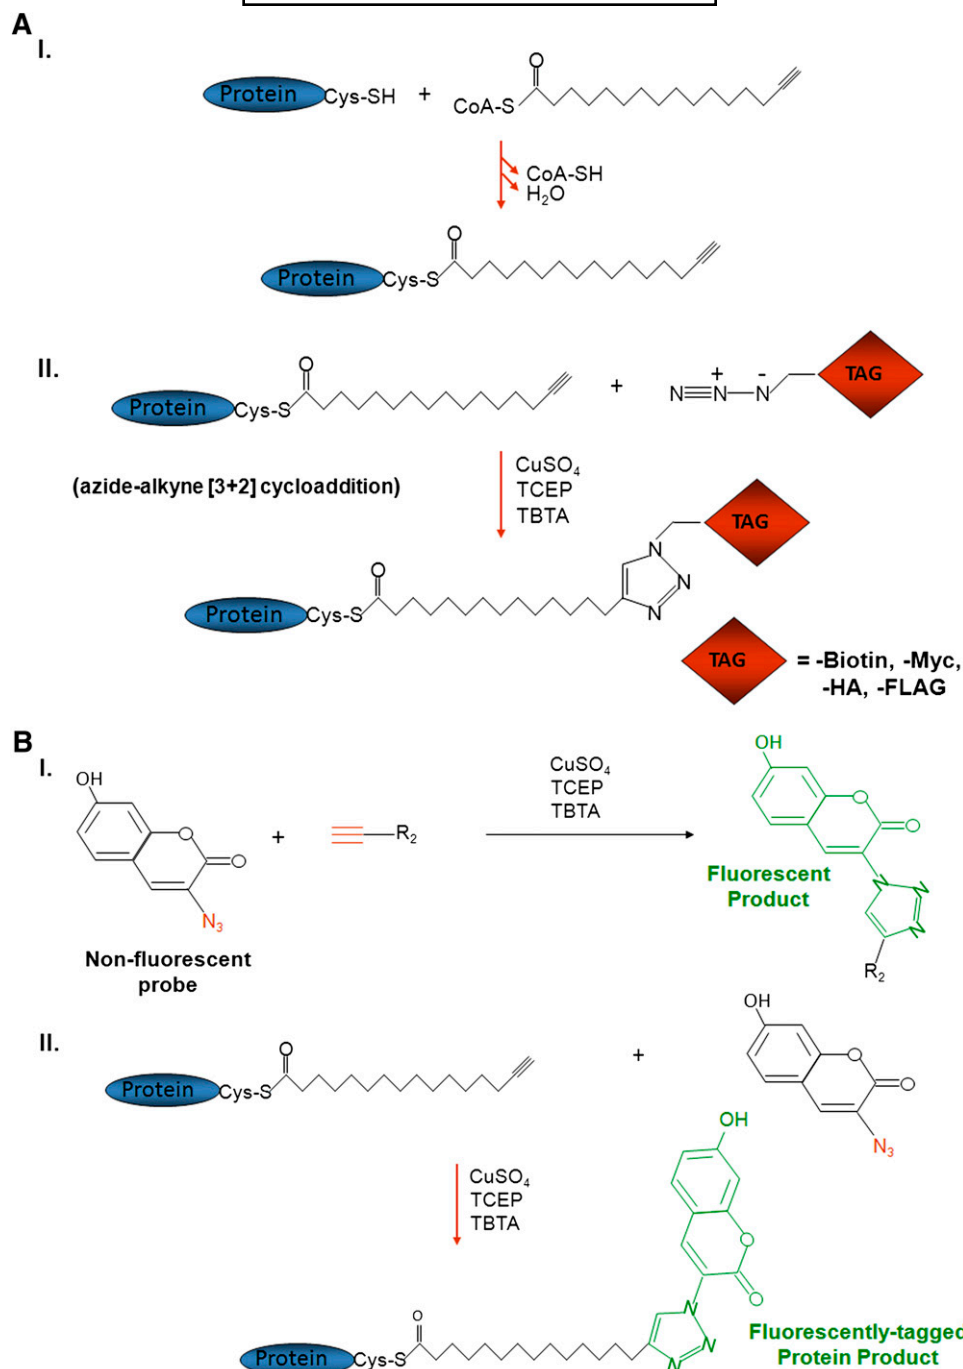 A
I.
Protein Cys-SH + CoA-S O
CoA-SH
H₂O
Protein Cys-S O
II.
Protein Cys-S O + N≡N–N + - TAG
(azide-alkyne [3+2] cycloaddition)
CuSO₄
TCEP
TBTA
Protein Cys-S O N N N TAG
TAG = -Biotin, -Myc,
-HA, -FLAG
B
I.
OH O O N₃ + R₂
CuSO₄
TCEP
TBTA
OH O O N N N R₂
Non-fluorescent
probe
Fluorescent
Product
II.
Protein Cys-S O + OH O O N₃
CuSO₄
TCEP
TBTA
OH O O
Protein Cys-S O N N N
Fluorescently-tagged
Protein Product